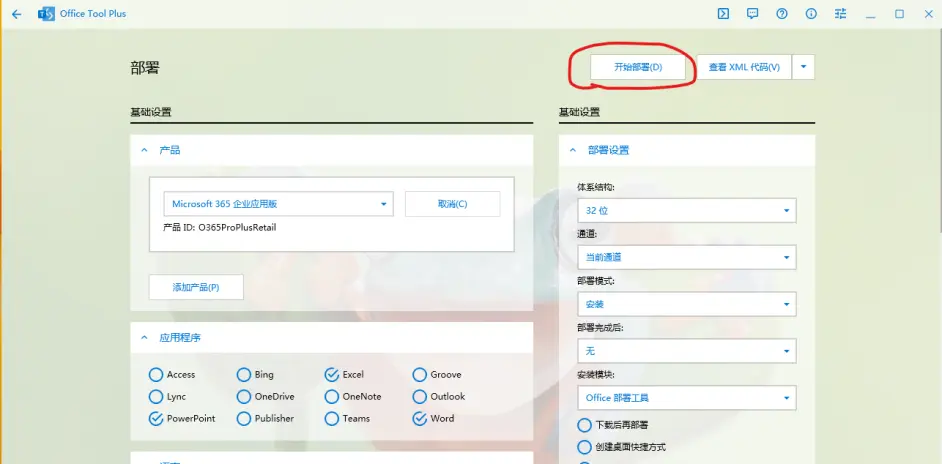 Office Tool Plus
部署
开始部署(D)
查看 XML 代码(V)
基础设置
产品
Microsoft 365 企业应用版
取消(C)
产品 ID: O365ProPlusRetail
添加产品(P)
应用程序
Access
Bing
Excel
Groove
Lync
OneDrive
OneNote
Outlook
PowerPoint
Publisher
Teams
Word
基础设置
部署设置
体系结构:
32 位
通道:
当前通道
部署模式:
安装
部署完成后:
无
安装模块:
Office 部署工具
下载后再部署
创建桌面快捷方式